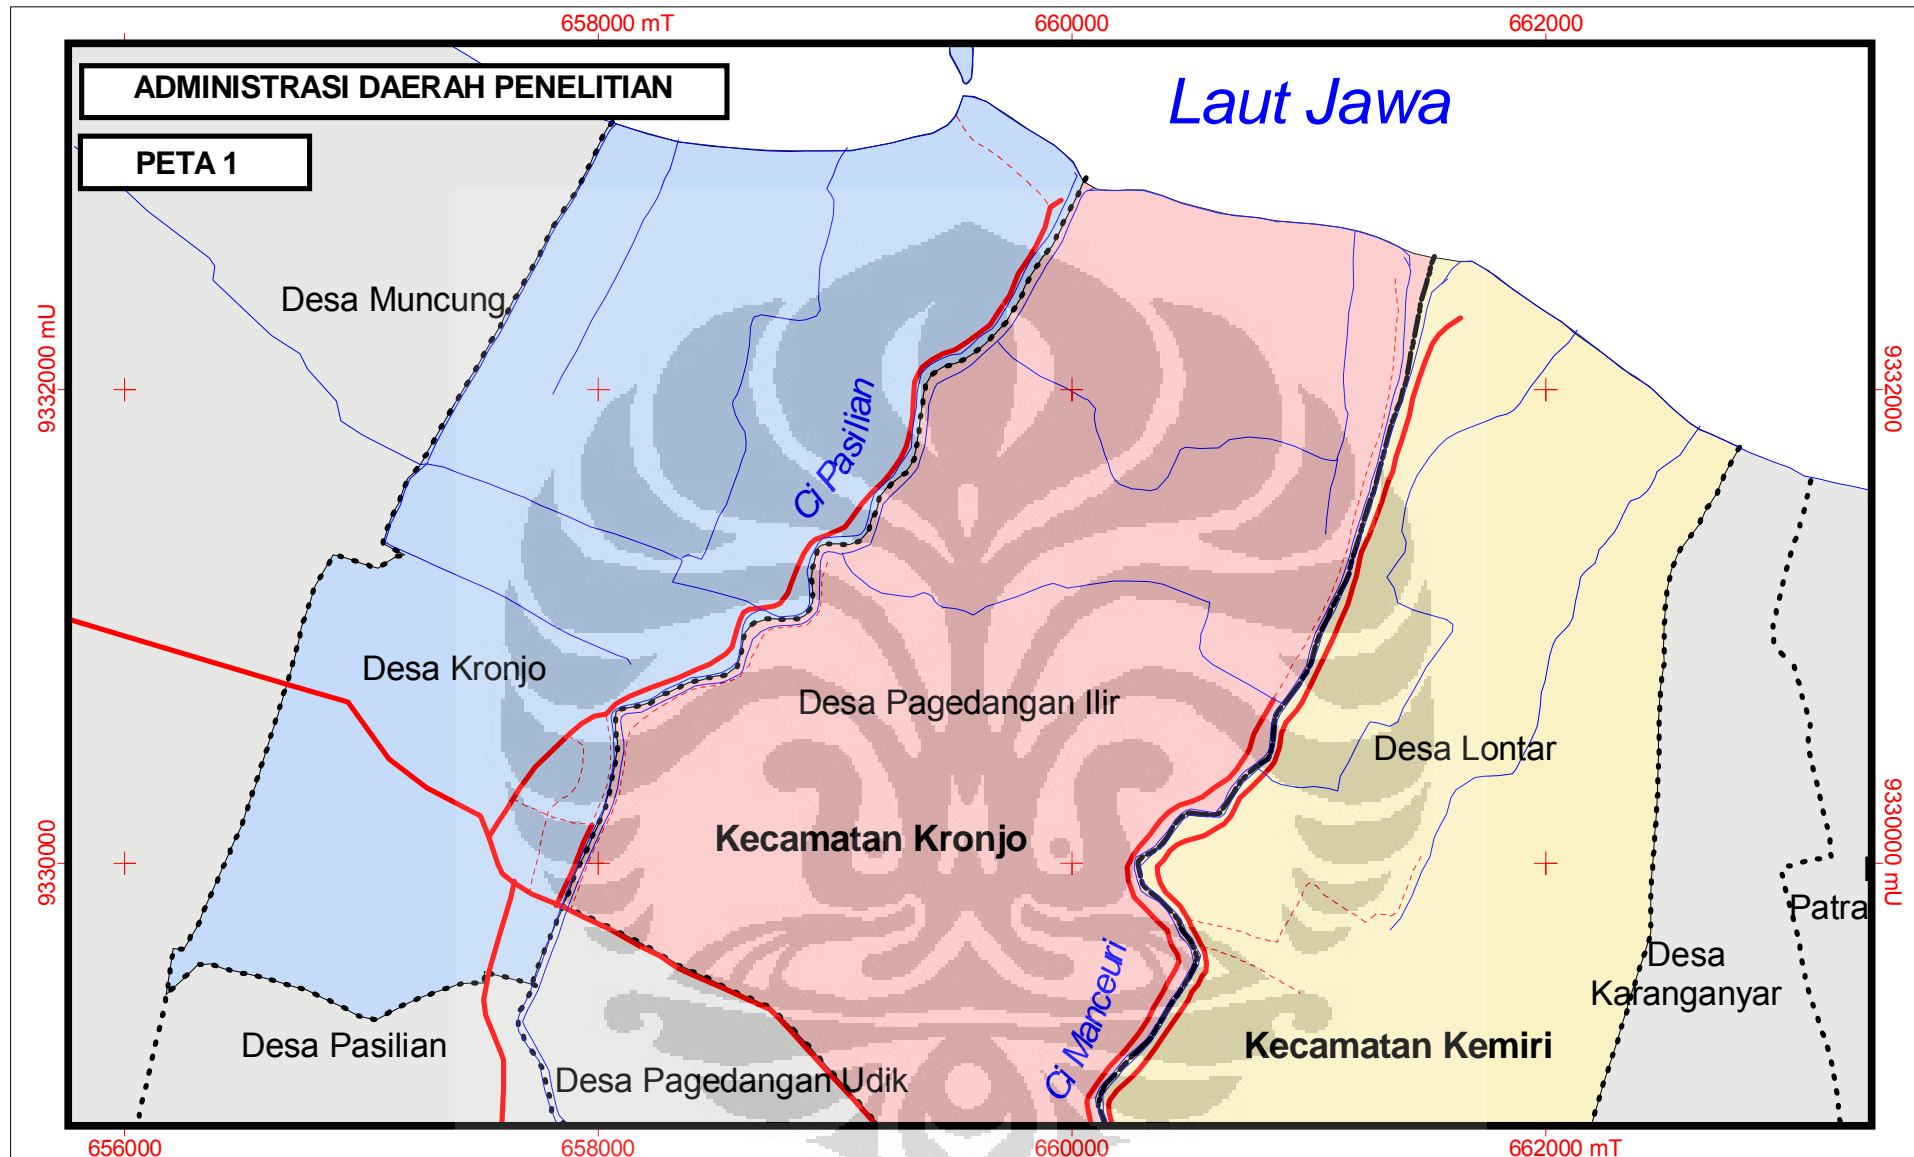 658000 mT
660000
662000
ADMINISTRASI DAERAH PENELITIAN
Laut Jawa
PETA 1
Desa Muncung
9332000 mU
9332000
Ci Pasilian
Desa Kronjo
Desa Pagedangan Ilir
Desa Lontar
Kecamatan Kronjo
9330000
9330000 mU
Patra
Desa
Karanganyar
Ci Manceuri
Desa Pasilian
Kecamatan Kemiri
Desa Pagedangan Udik
656000
658000
660000
662000 mT